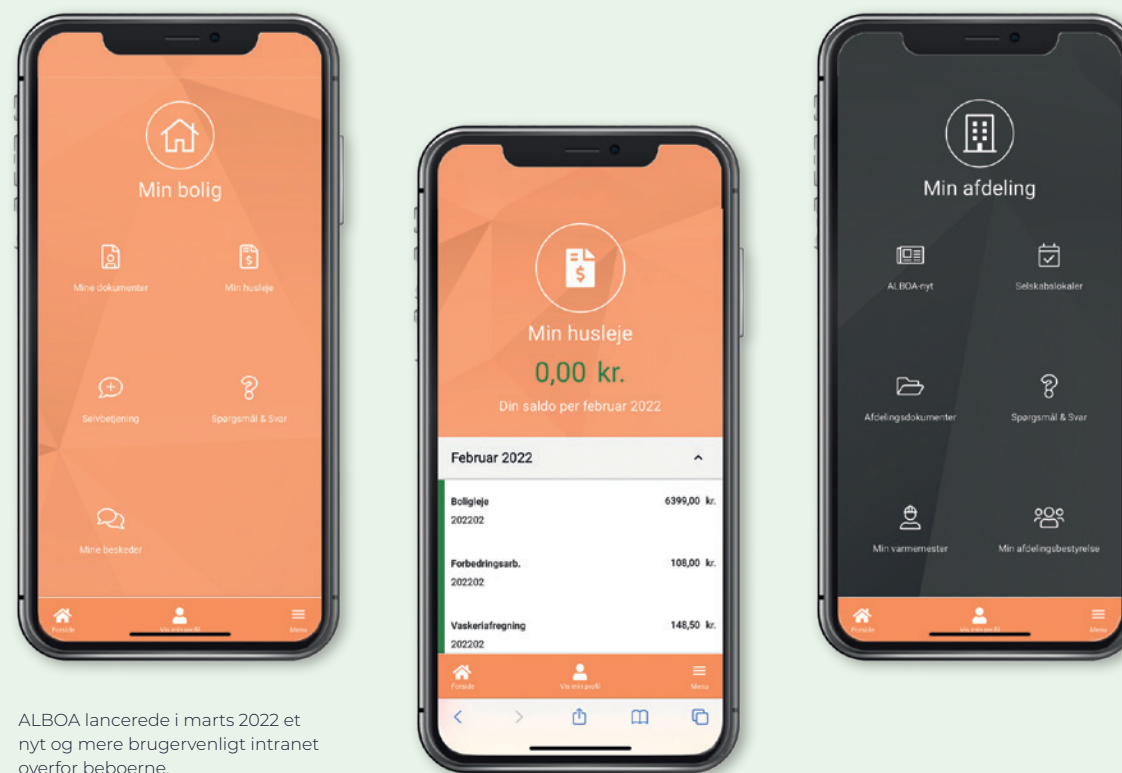 Min bolig
Mine dokumenter
Min husleje
Selvbetjening
Spørgsmål & Svar
Mine beskeder
Forside
Vis min profil
Menu
Min husleje
0,00 kr.
Din saldo per februar 2022
Februar 2022
Boligleje
6399,00 kr.
202202
Forbedringsarb.
108,00 kr.
202202
Vaskeriafregning
148,50 kr.
202202
Forside
Vis min profil
Menu
Min afdeling
ALBOA-nyt
Selskabslokaler
Afdelingsdokumenter
Spørgsmål & Svar
Min varmemester
Min afdelingsbestyrelse
Forside
Vis min profil
Menu
ALBOA lancerede i marts 2022 et
nyt og mere brugervenligt intranet
overfor beboerne.